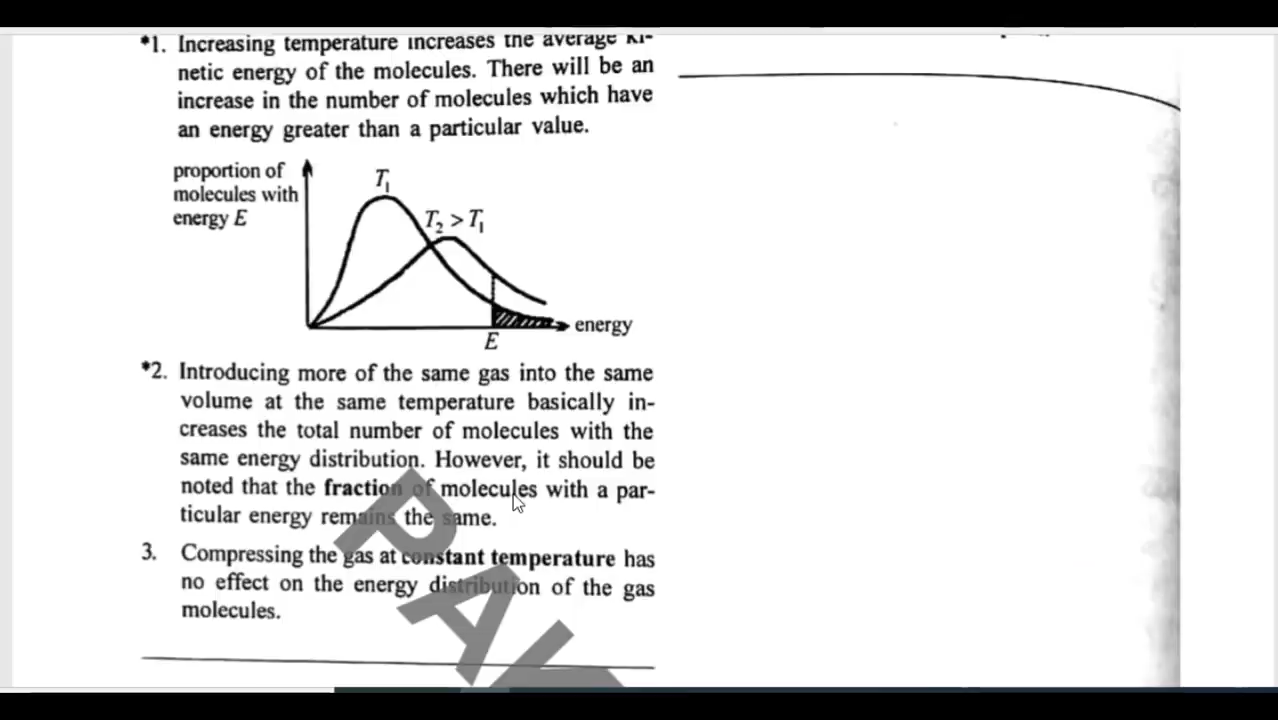 *1. Increasing temperature increases the average ki-
netic energy of the molecules. There will be an
increase in the number of molecules which have
an energy greater than a particular value.
proportion of
molecules with
energy E
T₁
T₂ > T₁
energy
E
*2. Introducing more of the same gas into the same
volume at the same temperature basically in-
creases the total number of molecules with the
same energy distribution. However, it should be
noted that the fraction of molecules with a par-
ticular energy remains the same.
3. Compressing the gas at constant temperature has
no effect on the energy distribution of the gas
molecules.
PA